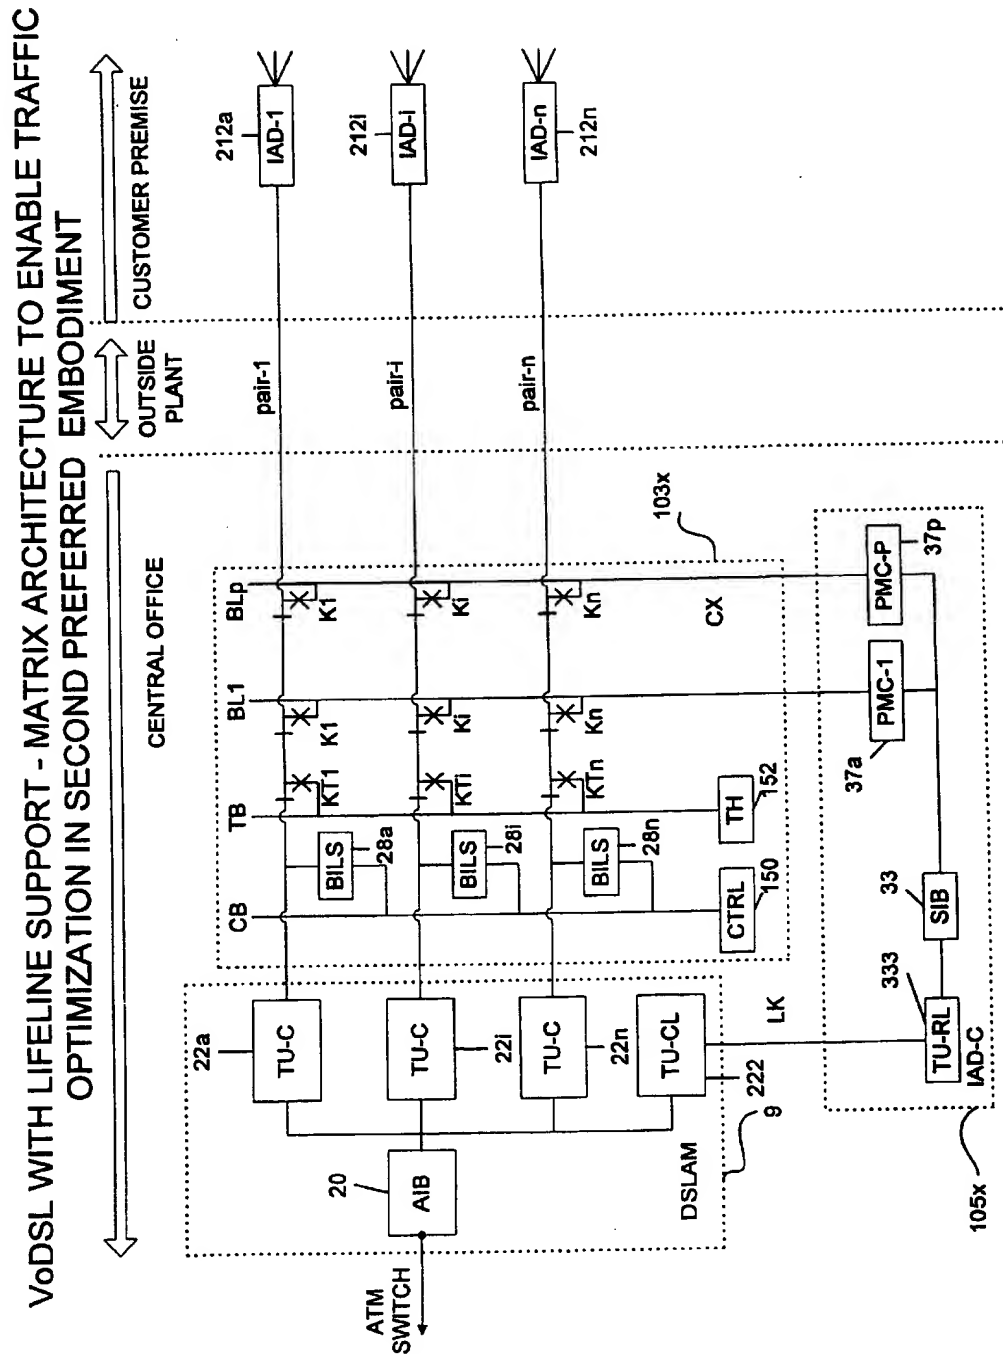 VoDSL WITH LIFELINE SUPPORT - MATRIX ARCHITECTURE TO ENABLE TRAFFIC
OPTIMIZATION IN SECOND PREFERRED EMBODIMENT
CENTRAL OFFICE
OUTSIDE
PLANT
CUSTOMER PREMISE
ATM
SWITCH
20
AIB
DSLAM
9
22a
TU-C
TU-C
22i
TU-C
22n
TU-CL
222
LK
CB
TB
BL1
BLp
BILS
28a
BILS
28i
BILS
28n
CTRL
150
TH
152
KT1
KTi
KTn
K1
Ki
Kn
K1
Ki
Kn
CX
103x
pair-1
pair-i
pair-n
212a
IAD-1
212i
IAD-i
IAD-n
212n
333
TU-RL
IAD-C
33
SIB
37a
PMC-1
PMC-P
37p
105x